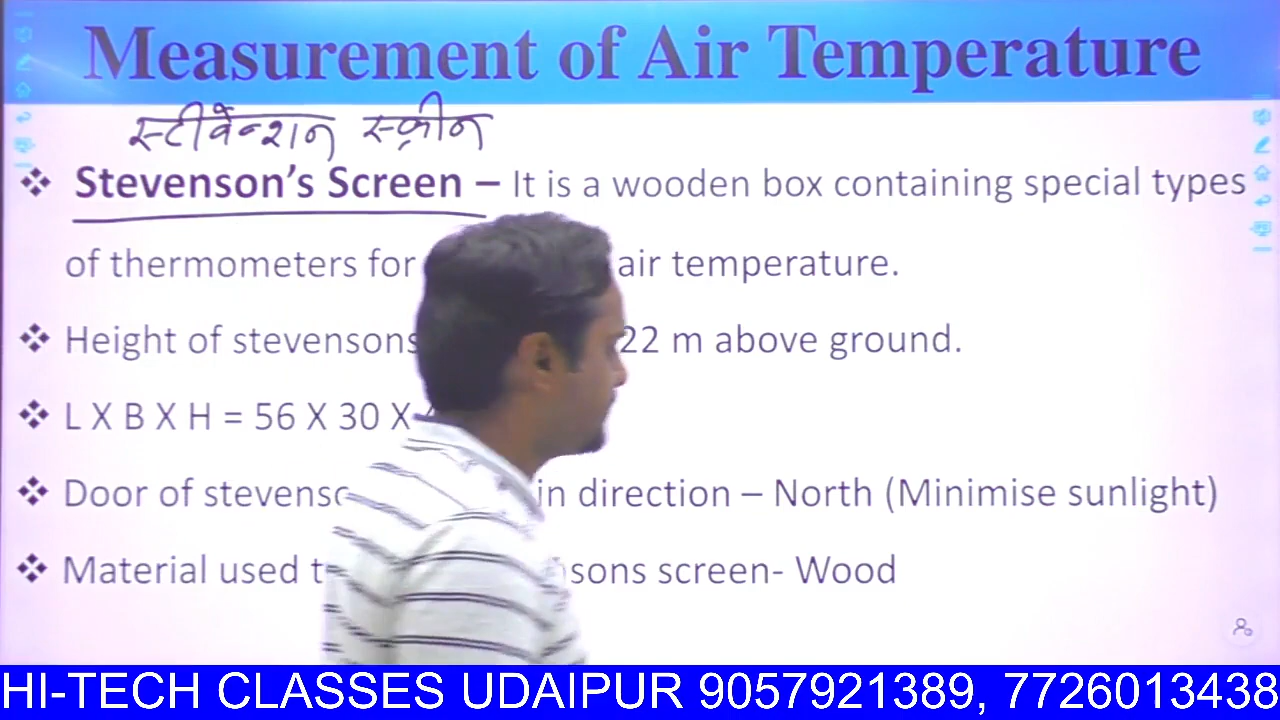 Measurement of Air Temperature
स्टीवेन्शन स्क्रीन
Stevenson's Screen – It is a wooden box containing special types
of thermometers for air temperature.
Height of stevensons 22 m above ground.
L X B X H = 56 X 30 X
Door of in direction – North (Minimise sunlight)
Material used screen- Wood
HI-TECH CLASSES UDAIPUR 9057921389, 7726013438